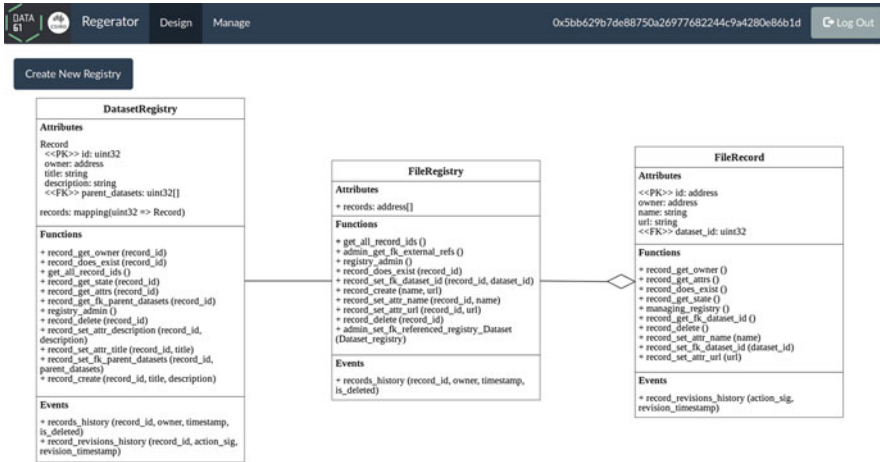 DATA
61
CSIRO
Regerator
Design
Manage
0x5bb629b7de88750a26977682244c9a4280e86b1d
Log Out
Create New Registry
DatasetRegistry
Attributes
Record
<<PK>> id: uint32
owner: address
title: string
description: string
<<FK>> parent_datasets: uint32[]
records: mapping(uint32 => Record)
Functions
+ record_get_owner (record_id)
+ record_does_exist (record_id)
+ get_all_record_ids ()
+ record_get_state (record_id)
+ record_get_attrs (record_id)
+ record_get_fk_parent_datasets (record_id)
+ registry_admin ()
+ record_delete (record_id)
+ record_set_attr_description (record_id,
description)
+ record_set_attr_title (record_id, title)
+ record_set_fk_parent_datasets (record_id,
parent_datasets)
+ record_create (record_id, title, description)
Events
+ records_history (record_id, owner, timestamp,
is_deleted)
+ record_revisions_history (record_id, action_sig,
revision_timestamp)
FileRegistry
Attributes
+ records: address[]
Functions
+ get_all_record_ids ()
+ admin_get_fk_external_refs ()
+ registry_admin ()
+ record_does_exist (record_id)
+ record_set_fk_dataset_id (record_id, dataset_id)
+ record_create (name, url)
+ record_set_attr_name (record_id, name)
+ record_set_attr_url (record_id, url)
+ record_delete (record_id)
+ admin_set_fk_referenced_registry_Dataset
(Dataset_registry)
Events
+ records_history (record_id, owner, timestamp,
is_deleted)
FileRecord
Attributes
<<PK>> id: address
owner: address
name: string
url: string
<<FK>> dataset_id: uint32
Functions
+ record_get_owner ()
+ record_get_attrs ()
+ record_does_exist ()
+ record_get_state ()
+ managing_registry ()
+ record_get_fk_dataset_id ()
+ record_delete ()
+ record_set_attr_name (name)
+ record_set_fk_dataset_id (dataset_id)
+ record_set_attr_url (url)
Events
+ record_revisions_history (action_sig,
revision_timestamp)